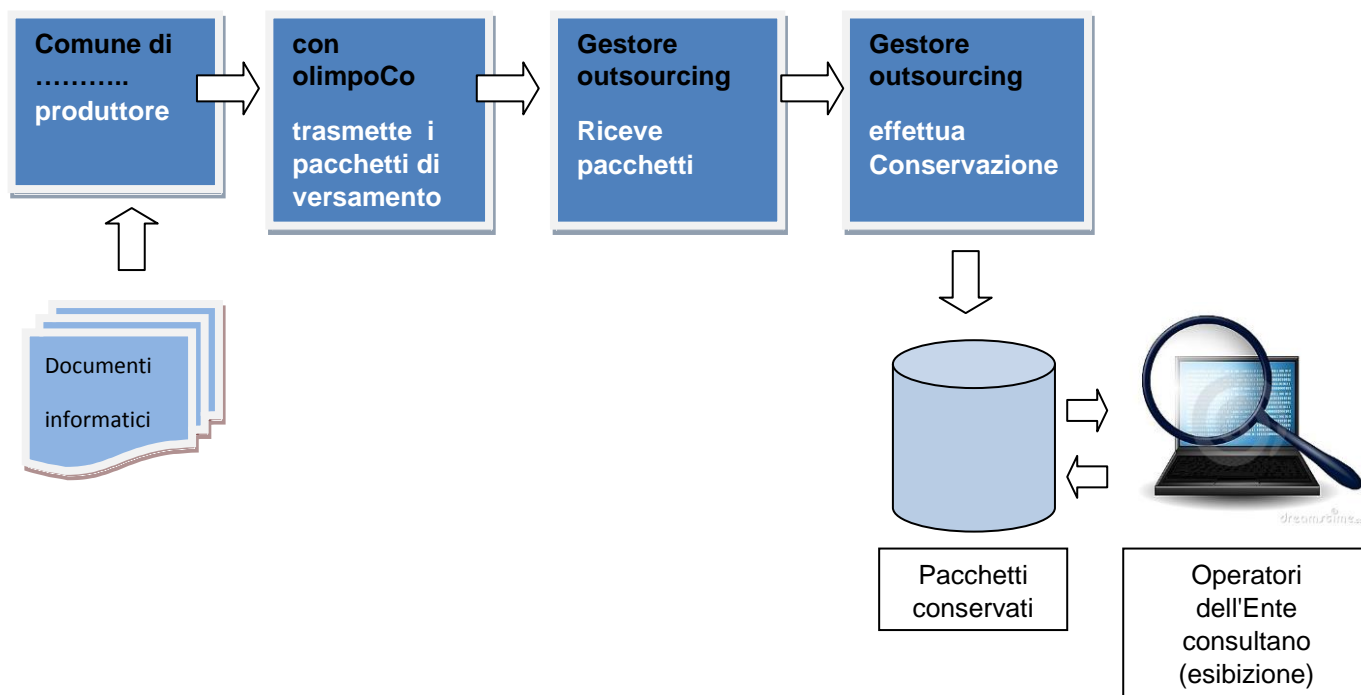 Comune di
………..
produttore
con
olimpoCo
trasmette i
pacchetti di
versamento
Gestore
outsourcing
Riceve
pacchetti
Gestore
outsourcing
effettua
Conservazione
Documenti
informatici
dreamstime
Pacchetti
conservati
Operatori
dell'Ente
consultano
(esibizione)